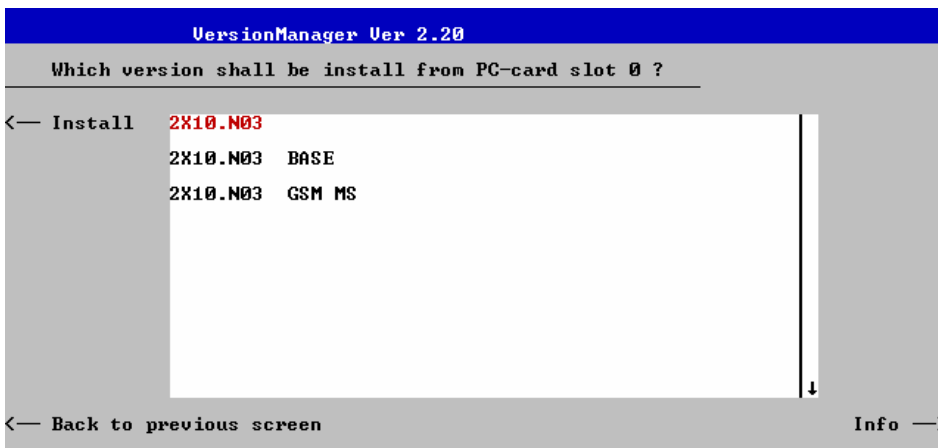 VersionManager Ver 2.20
Which version shall be install from PC-card slot 0 ?
<— Install 2X10.N03
2X10.N03 BASE
2X10.N03 GSM MS
↓
<— Back to previous screen Info —